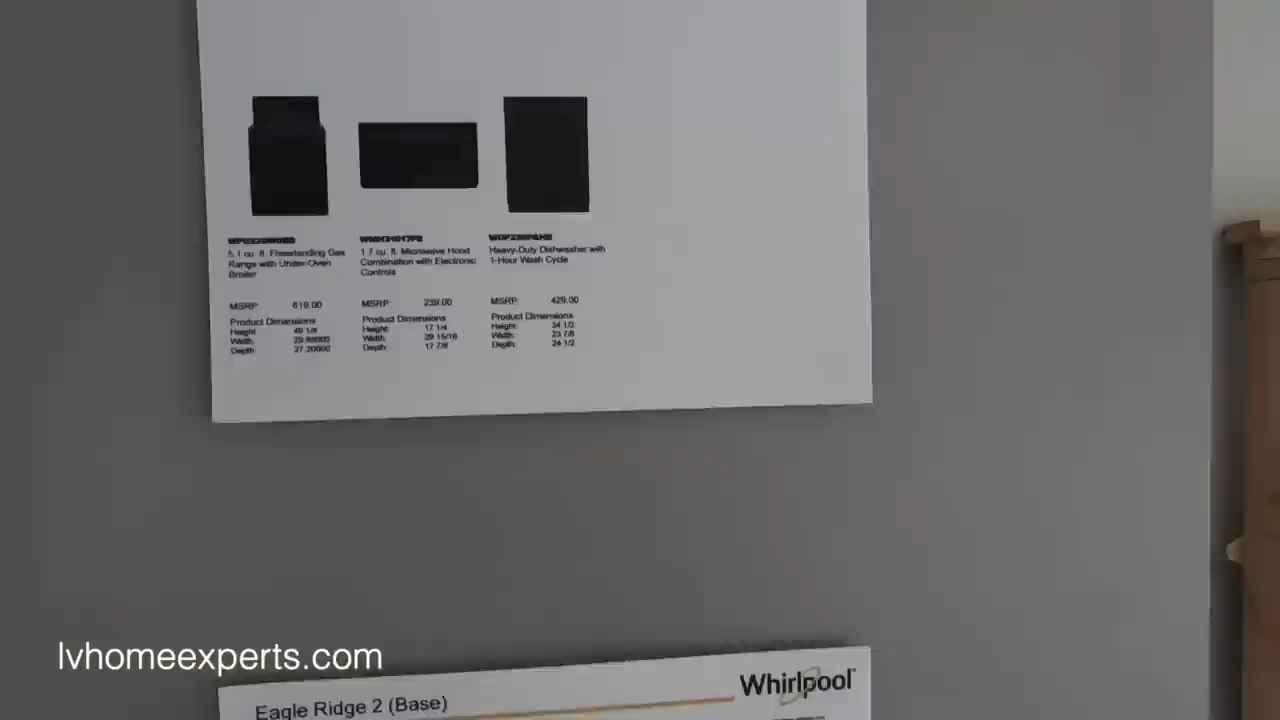 5.1 cu. ft. Freestanding Gas
Range with Under-Oven
Broiler
MSRP: 619.00
Product Dimensions
Height:
Width:
Depth:
1.7 cu. ft. Microwave Hood
Combination with Electronic
Controls
MSRP: 239.00
Product Dimensions
Height: 17 1/4
Width: 29 15/16
Depth: 17 7/8
Heavy-Duty Dishwasher with
1-Hour Wash Cycle
MSRP: 429.00
Product Dimensions
Height: 34 1/2
Width: 23 7/8
Depth: 24 1/2
lvhomeexperts.com
Eagle Ridge 2 (Base)
Whirlpool